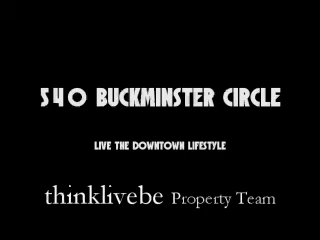 540 BUCKMINSTER CIRCLE
LIVE THE DOWNTOWN LIFESTYLE
thinklivebe Property Team